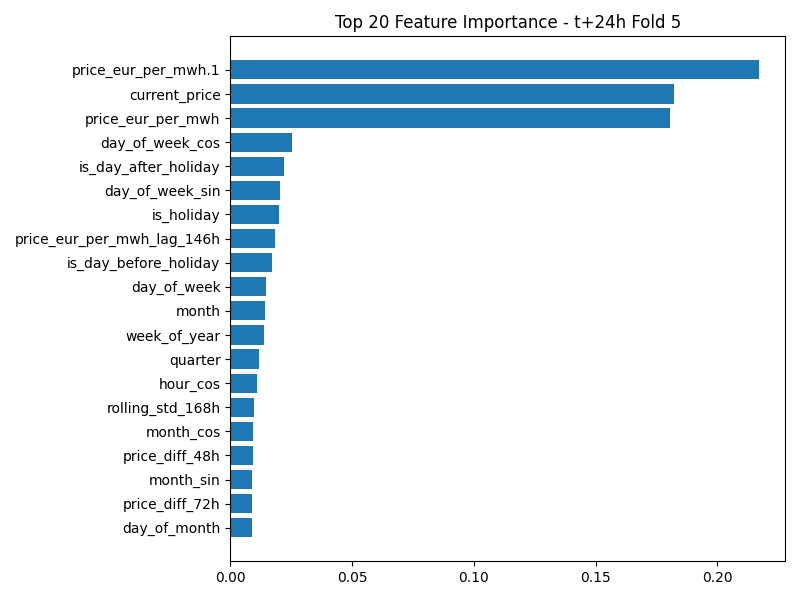 Top 20 Feature Importance - t+24h Fold 5
price_eur_per_mwh.1
current_price
price_eur_per_mwh
day_of_week_cos
is_day_after_holiday
day_of_week_sin
is_holiday
price_eur_per_mwh_lag_146h
is_day_before_holiday
day_of_week
month
week_of_year
quarter
hour_cos
rolling_std_168h
month_cos
price_diff_48h
month_sin
price_diff_72h
day_of_month
0.00 0.05 0.10 0.15 0.20